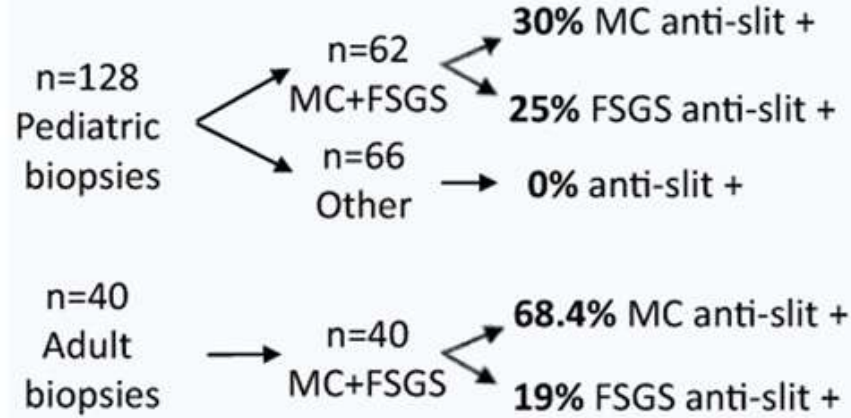 n=128
Pediatric
biopsies
n=62
MC+FSGS
30% MC anti-slit +
25% FSGS anti-slit +
n=66
Other
0% anti-slit +
n=40
Adult
biopsies
n=40
MC+FSGS
68.4% MC anti-slit +
19% FSGS anti-slit +